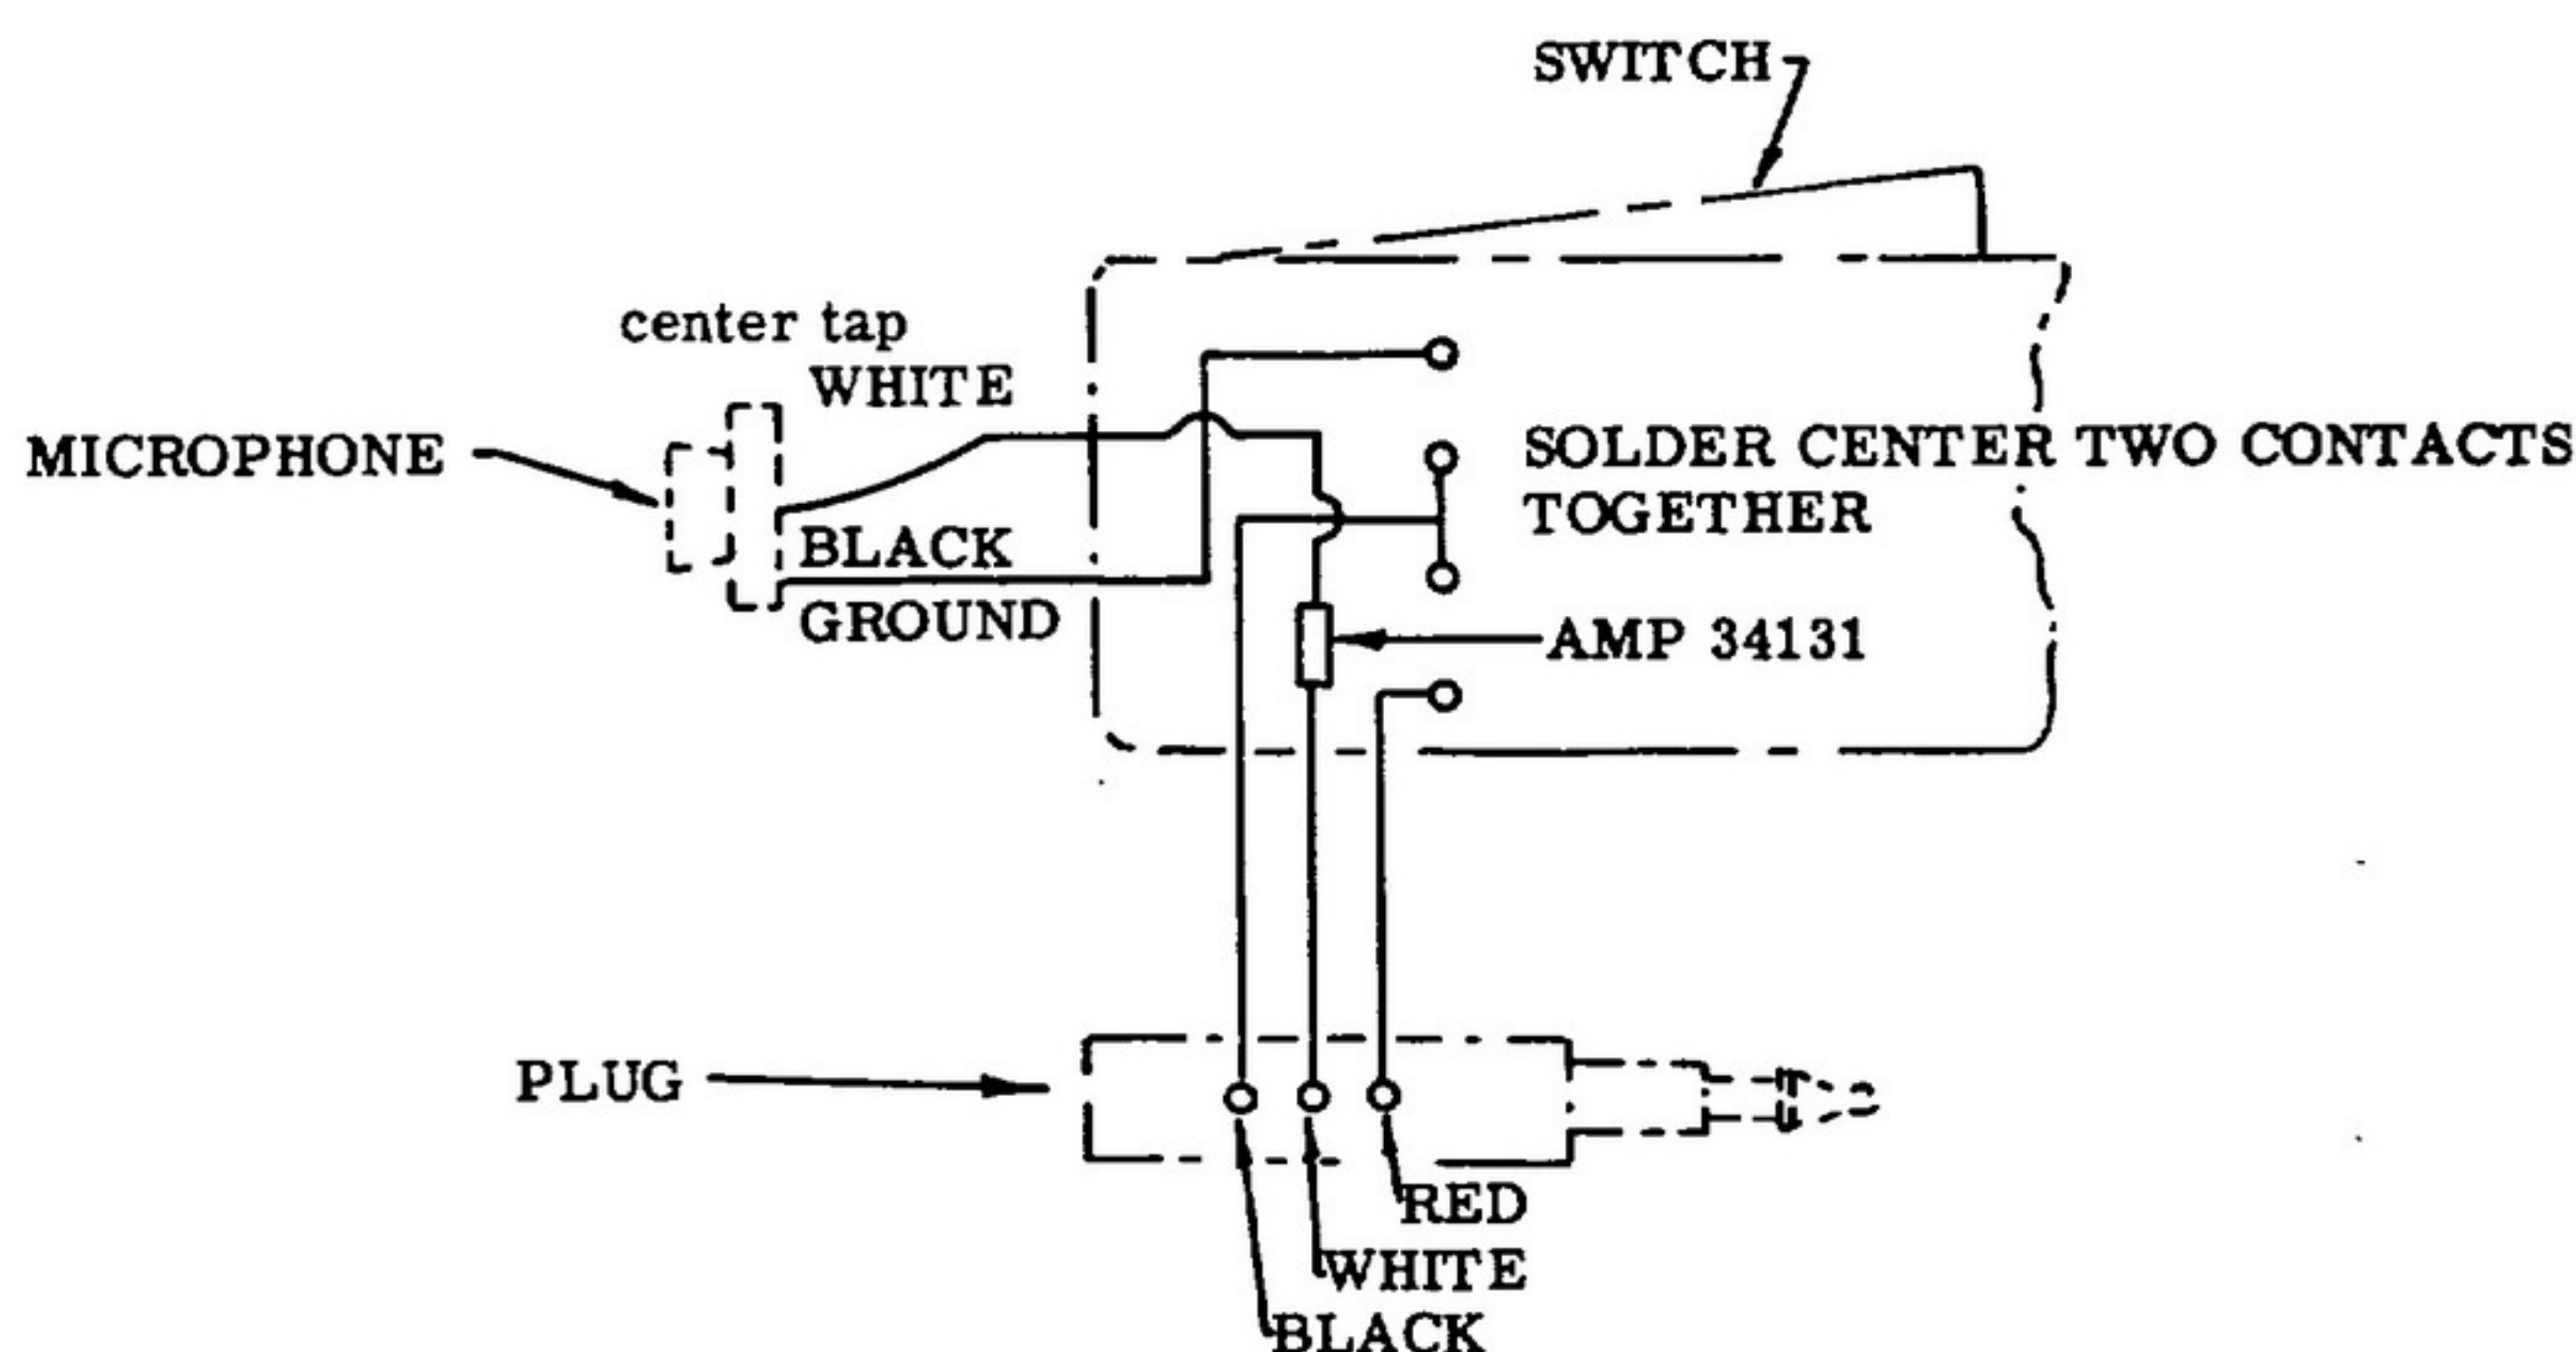 SWITCH
center tap
WHITE
MICROPHONE
SOLDER CENTER TWO CONTACTS
TOGETHER
BLACK
GROUND
AMP 34131
PLUG
RED
WHITE
BLACK